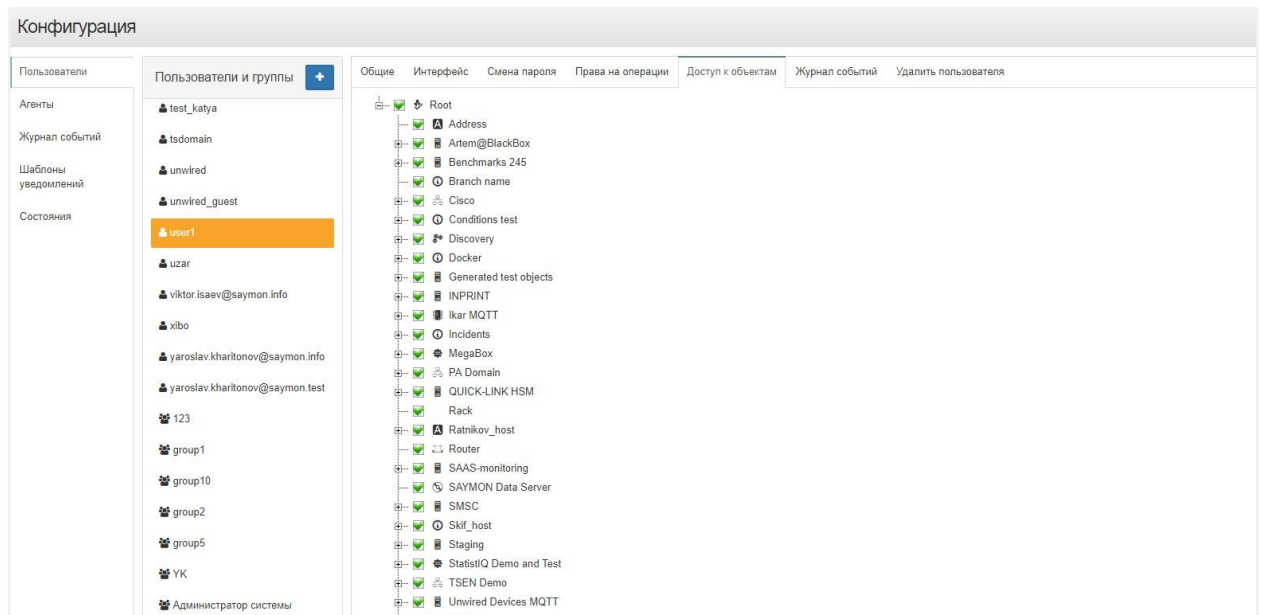 Конфигурация
Пользователи
Агенты
Журнал событий
Шаблоны
уведомлений
Состояния
Пользователи и группы
test_katya
tsdomain
unwired
unwired_guest
user1
uzar
viktor.isaev@saymon.info
xibo
yaroslav.kharitonov@saymon.info
yaroslav.kharitonov@saymon.test
123
group1
group10
group2
group5
YK
Администратор системы
Общие Интерфейс Смена пароля Права на операции Доступ к объектам Журнал событий Удалить пользователя
Root
Address
Artem@BlackBox
Benchmarks 245
Branch name
Cisco
Conditions test
Discovery
Docker
Generated test objects
INPRINT
Ikar MQTT
Incidents
MegaBox
PA Domain
QUICK-LINK HSM
Rack
Ratnikov_host
Router
SAAS-monitoring
SAYMON Data Server
SMSC
Skif_host
Staging
StatistIQ Demo and Test
TSEN Demo
Unwired Devices MQTT